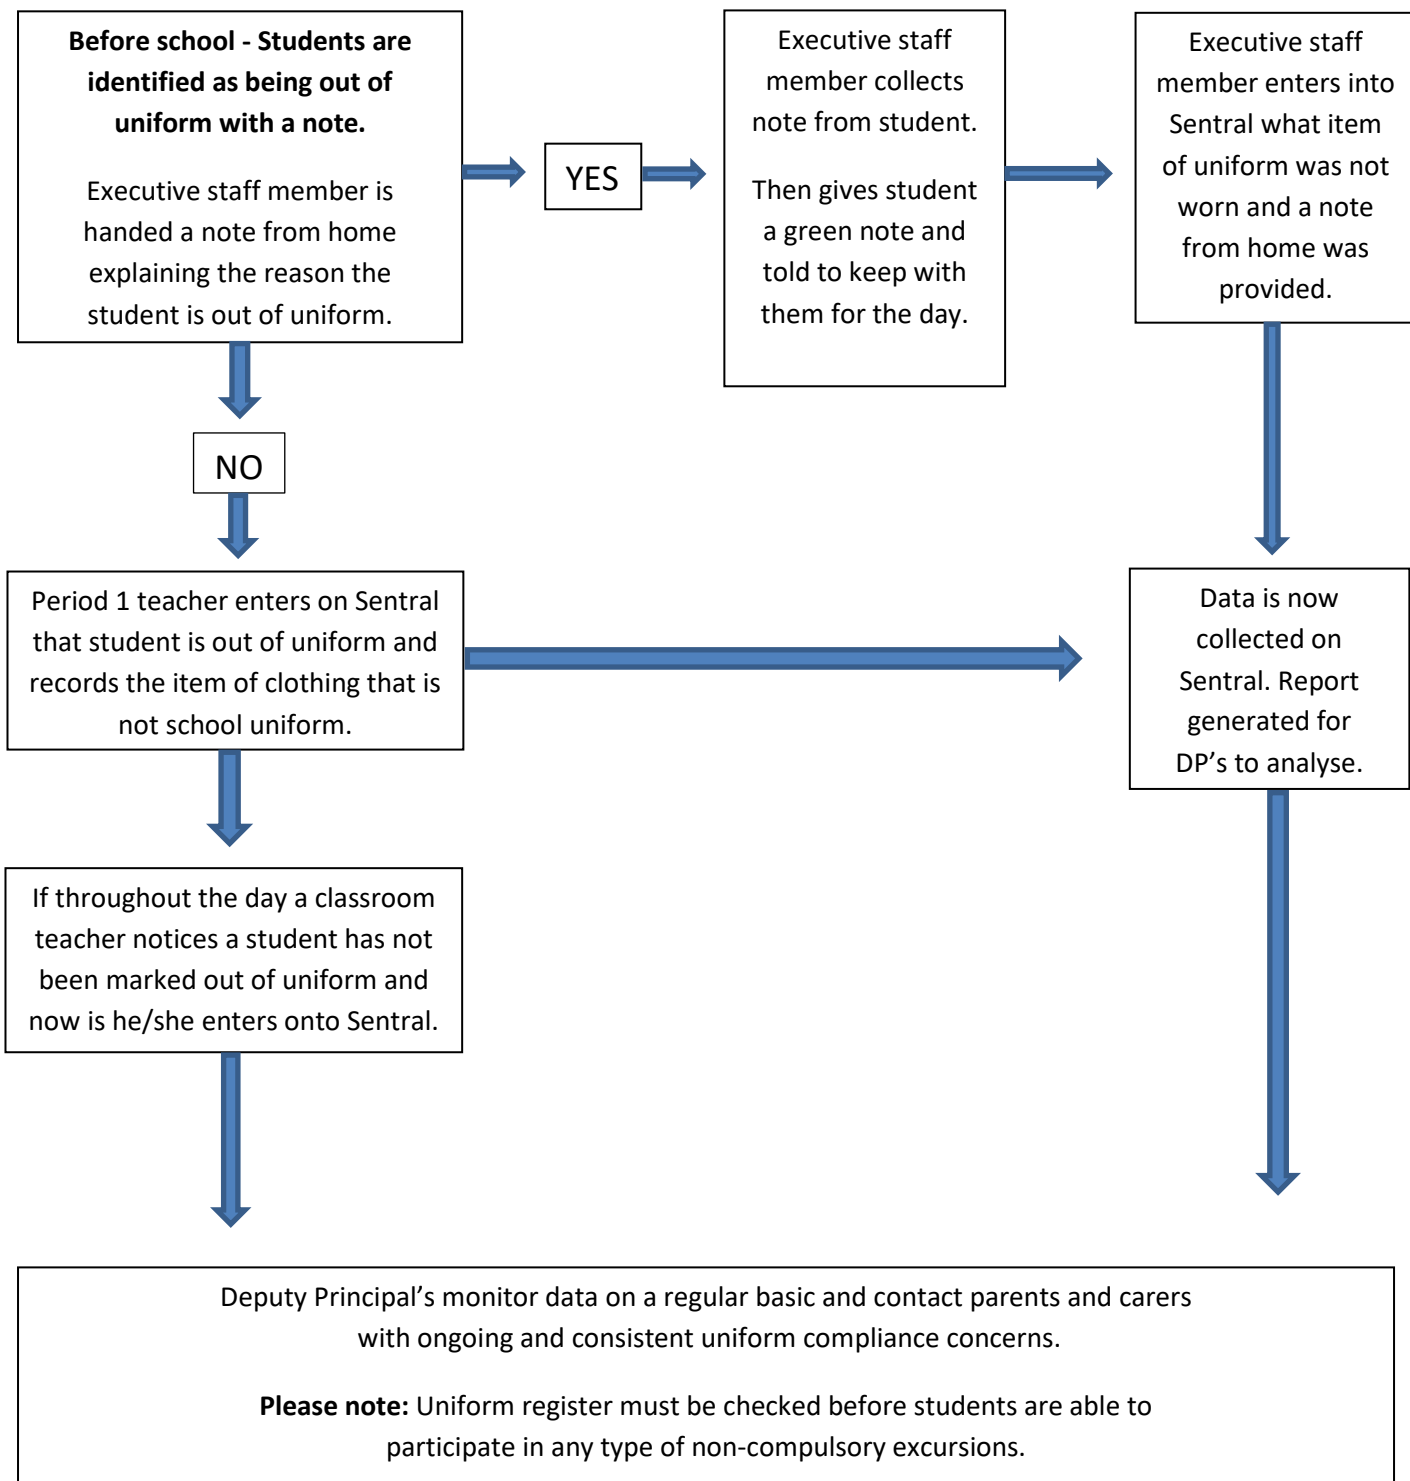 Before school - Students are
identified as being out of
uniform with a note.
Executive staff member is
handed a note from home
explaining the reason the
student is out of uniform.
YES
Executive staff
member collects
note from student.
Then gives student
a green note and
told to keep with
them for the day.
Executive staff
member enters into
Sentral what item
of uniform was not
worn and a note
from home was
provided.
NO
Period 1 teacher enters on Sentral
that student is out of uniform and
records the item of clothing that is
not school uniform.
Data is now
collected on
Sentral. Report
generated for
DP’s to analyse.
If throughout the day a classroom
teacher notices a student has not
been marked out of uniform and
now is he/she enters onto Sentral.
Deputy Principal’s monitor data on a regular basic and contact parents and carers
with ongoing and consistent uniform compliance concerns.
Please note: Uniform register must be checked before students are able to
participate in any type of non-compulsory excursions.